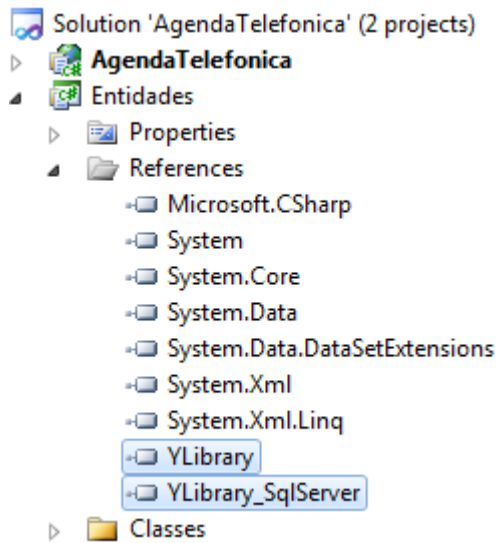 Solution 'AgendaTelefonica' (2 projects)
AgendaTelefonica
Entidades
Properties
References
Microsoft.CSharp
System
System.Core
System.Data
System.Data.DataSetExtensions
System.Xml
System.Xml.Linq
YLibrary
YLibrary_SqlServer
Classes